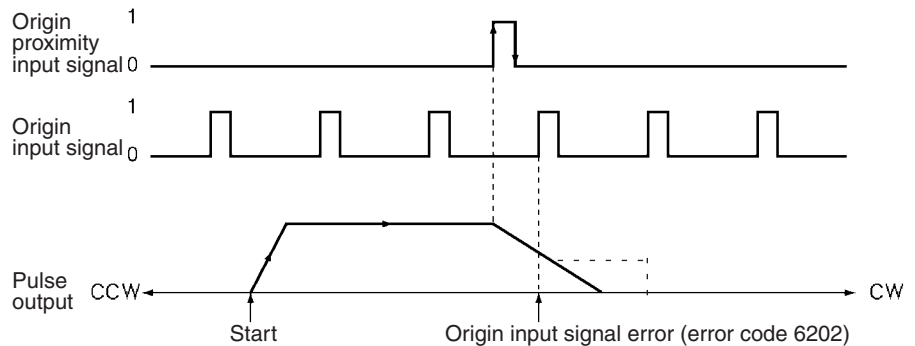 Origin
proximity
input signal
1
0
Origin
input signal
1
0
Pulse
output
CCW
CW
Start
Origin input signal error (error code 6202)